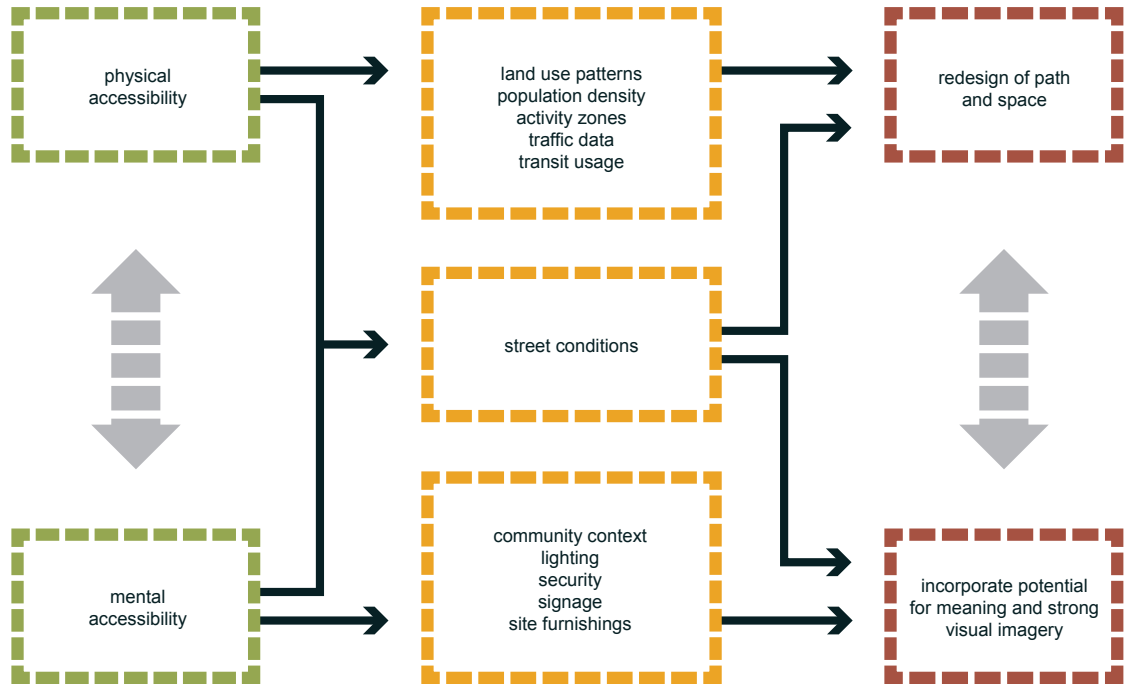 physical
accessibility
land use patterns
population density
activity zones
traffic data
transit usage
redesign of path
and space
street conditions
mental
accessibility
community context
lighting
security
signage
site furnishings
incorporate potential
for meaning and strong
visual imagery